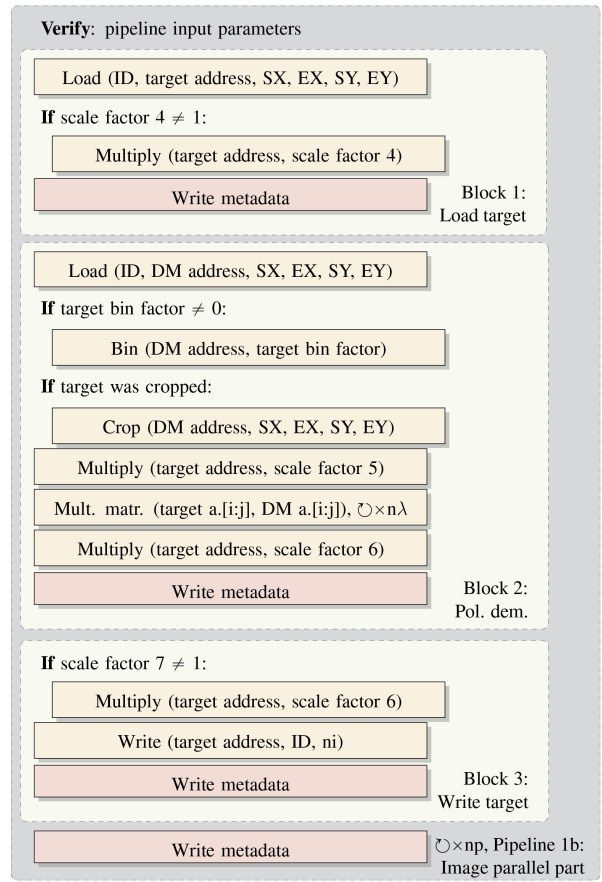 Verify: pipeline input parameters
Load (ID, target address, SX, EX, SY, EY)
If scale factor 4 ≠ 1:
Multiply (target address, scale factor 4)
Write metadata
Block 1:
Load target
Load (ID, DM address, SX, EX, SY, EY)
If target bin factor ≠ 0:
Bin (DM address, target bin factor)
If target was cropped:
Crop (DM address, SX, EX, SY, EY)
Multiply (target address, scale factor 5)
Mult. matr. (target a.[i:j], DM a.[i:j]), ↻×nλ
Multiply (target address, scale factor 6)
Write metadata
Block 2:
Pol. dem.
If scale factor 7 ≠ 1:
Multiply (target address, scale factor 6)
Write (target address, ID, ni)
Write metadata
Block 3:
Write target
Write metadata
↻×np, Pipeline 1b:
Image parallel part